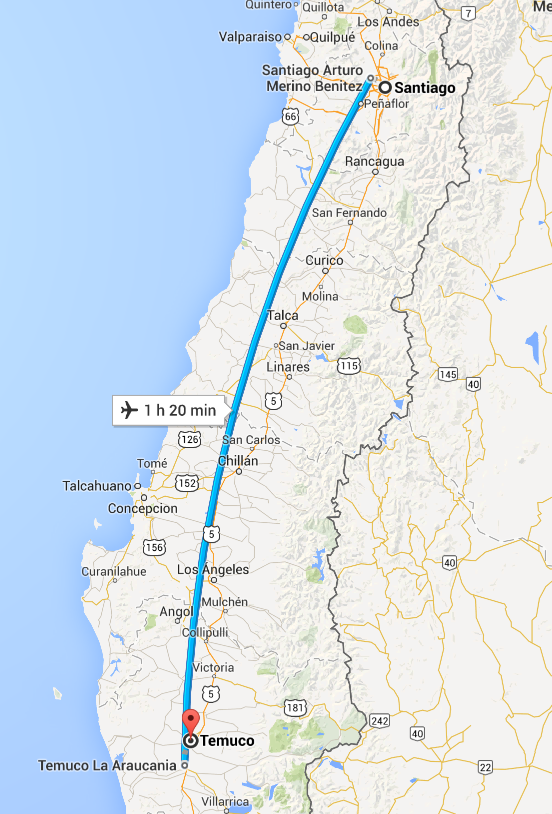 Quintero
Quillota
7
Me
Los Andes
Valparaiso
Quilpué
Colina
Santiago Arturo
Merino Benitez
Santiago
Peñaflor
66
Rancagua
San Fernando
Curico
Molina
Talca
San Javier
Linares
115
145
40
5
1 h 20 min
126
San Carlos
Chillán
Tomé
Talcahuano
152
Concepcion
5
156
40
Curanilahue
Los Angeles
Angol
Mulchén
Collipulli
Victoria
5
181
242
40
Temuco
Temuco La Araucania
22
Villarrica